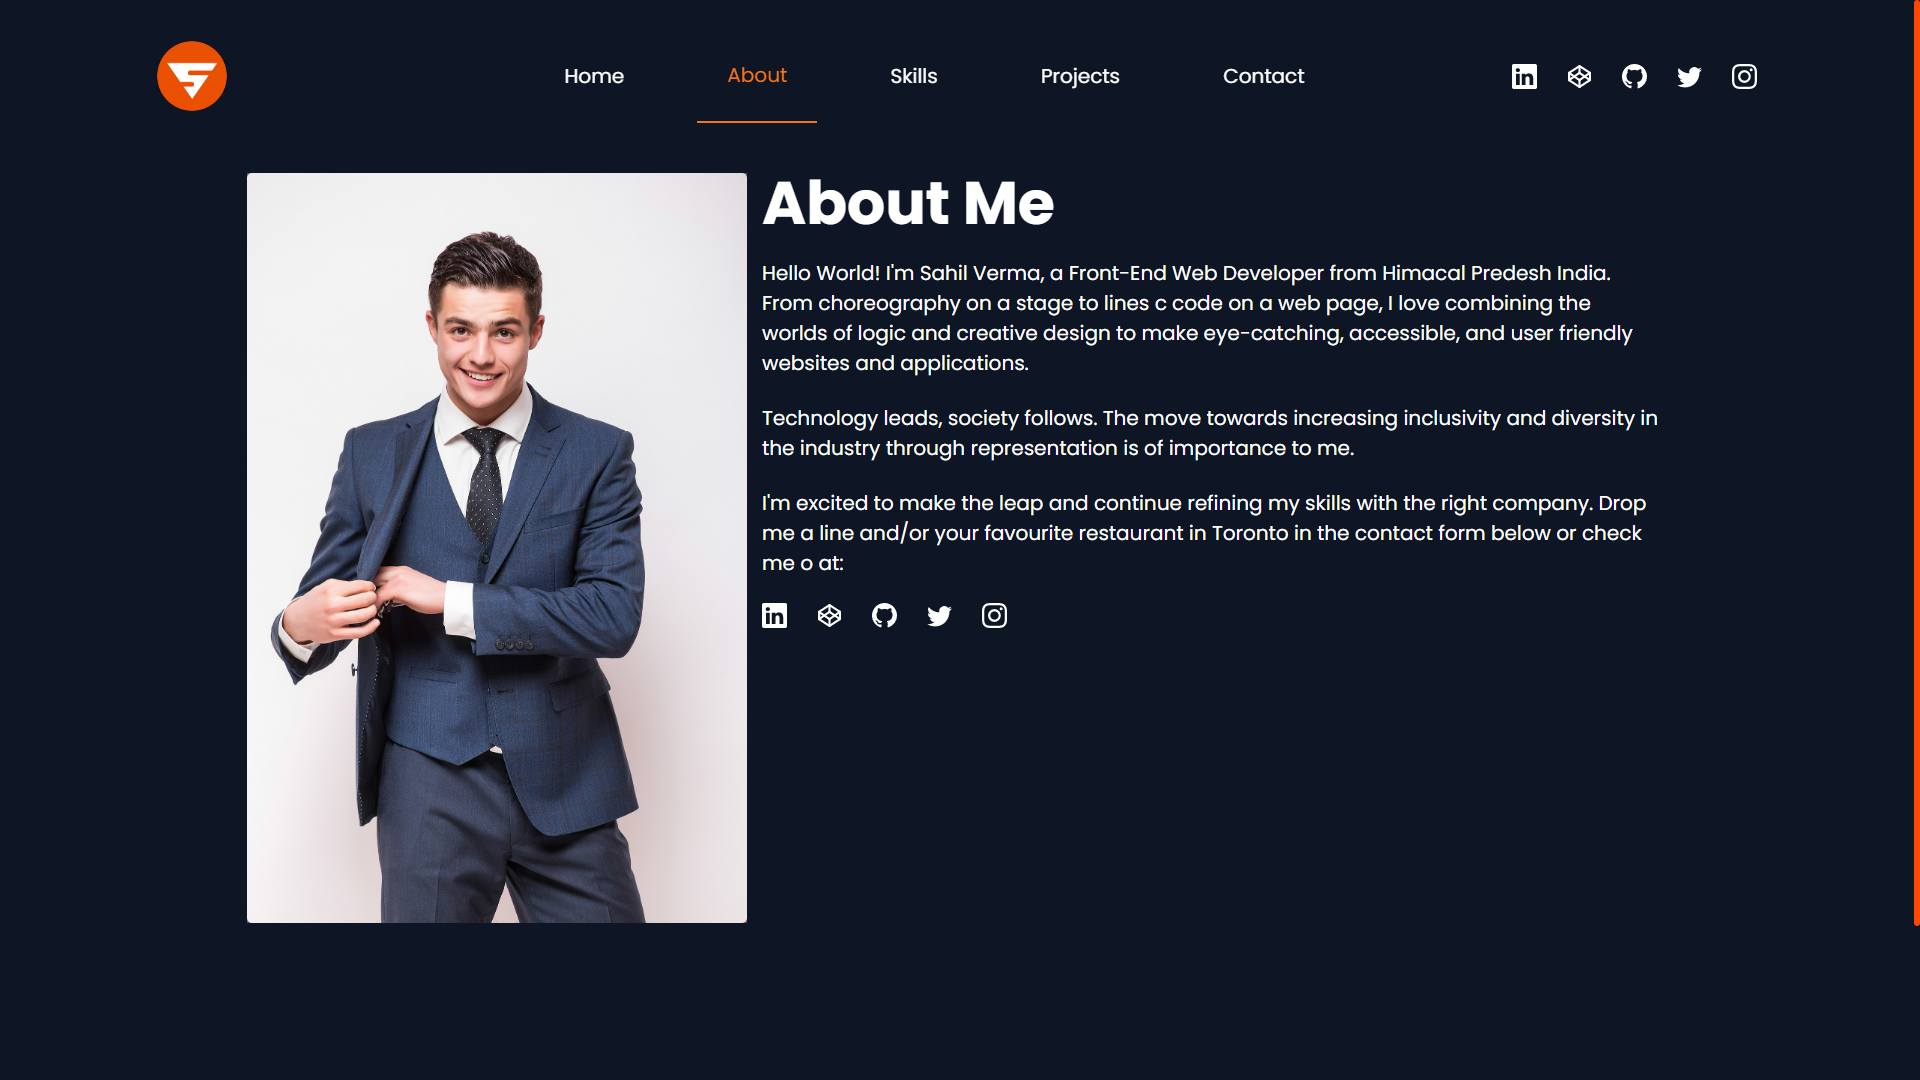 Home
About
Skills
Projects
Contact
About Me
Hello World! I'm Sahil Verma, a Front-End Web Developer from Himacal Predesh India.
From choreography on a stage to lines c code on a web page, I love combining the
worlds of logic and creative design to make eye-catching, accessible, and user friendly
websites and applications.
Technology leads, society follows. The move towards increasing inclusivity and diversity in
the industry through representation is of importance to me.
I'm excited to make the leap and continue refining my skills with the right company. Drop
me a line and/or your favourite restaurant in Toronto in the contact form below or check
me o at: